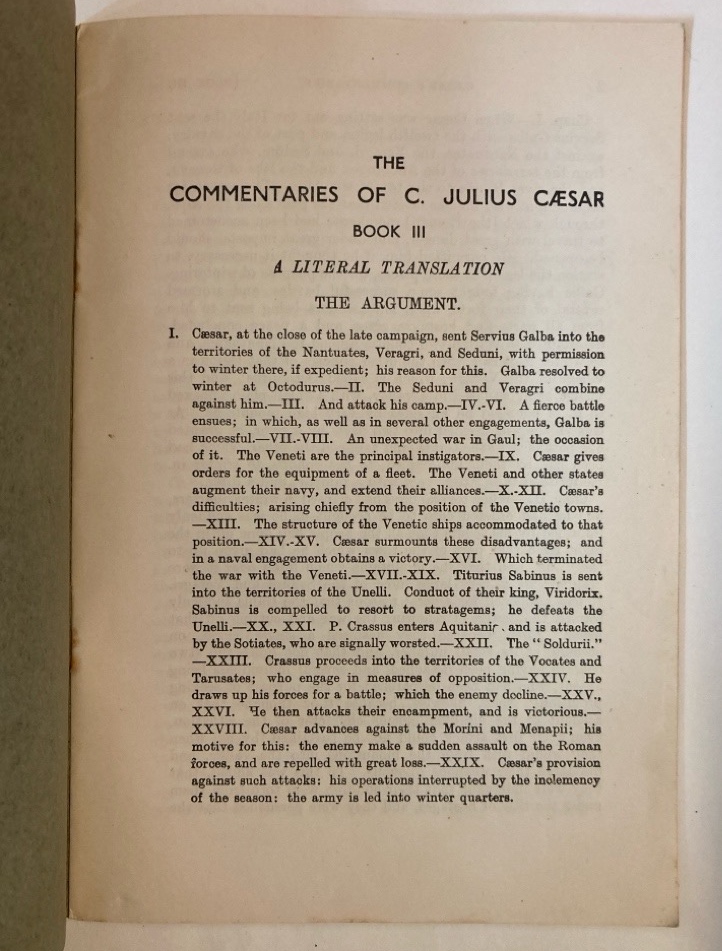 THE
COMMENTARIES OF C. JULIUS CÆSAR
BOOK III
A LITERAL TRANSLATION
THE ARGUMENT.
I. Cæsar, at the close of the late campaign, sent Servius Galba into the
territories of the Nantuates, Veragri, and Seduni, with permission
to winter there, if expedient; his reason for this. Galba resolved to
winter at Octodurus.—II. The Seduni and Veragri combine
against him.—III. And attack his camp.—IV.-VI. A fierce battle
ensues; in which, as well as in several other engagements, Galba is
successful.—VII.-VIII. An unexpected war in Gaul; the occasion
of it. The Veneti are the principal instigators.—IX. Cæsar gives
orders for the equipment of a fleet. The Veneti and other states
augment their navy, and extend their alliances.—X.-XII. Cæsar's
difficulties; arising chiefly from the position of the Venetic towns.
—XIII. The structure of the Venetic ships accommodated to that
position.—XIV.-XV. Cæsar surmounts these disadvantages; and
in a naval engagement obtains a victory.—XVI. Which terminated
the war with the Veneti.—XVII.-XIX. Titurius Sabinus is sent
into the territories of the Unelli. Conduct of their king, Viridorix.
Sabinus is compelled to resort to stratagems; he defeats the
Unelli.—XX., XXI. P. Crassus enters and is attacked
by the Sotiates, who are signally worsted.—XXII. The “ Soldurii.”
—XXIII. Crassus proceeds into the territories of the Vocates and
Tarusates; who engage in measures of opposition.—XXIV. He
draws up his forces for a battle; which the enemy decline.—XXV.,
XXVI. He then attacks their encampment, and is victorious.—
XXVIII. Cæsar advances against the Morini and Menapii; his
motive for this: the enemy make a sudden assault on the Roman
forces, and are repelled with great loss.—XXIX. Cæsar's provision
against such attacks: his operations interrupted by the inclemency
of the season: the army is led into winter quarters.